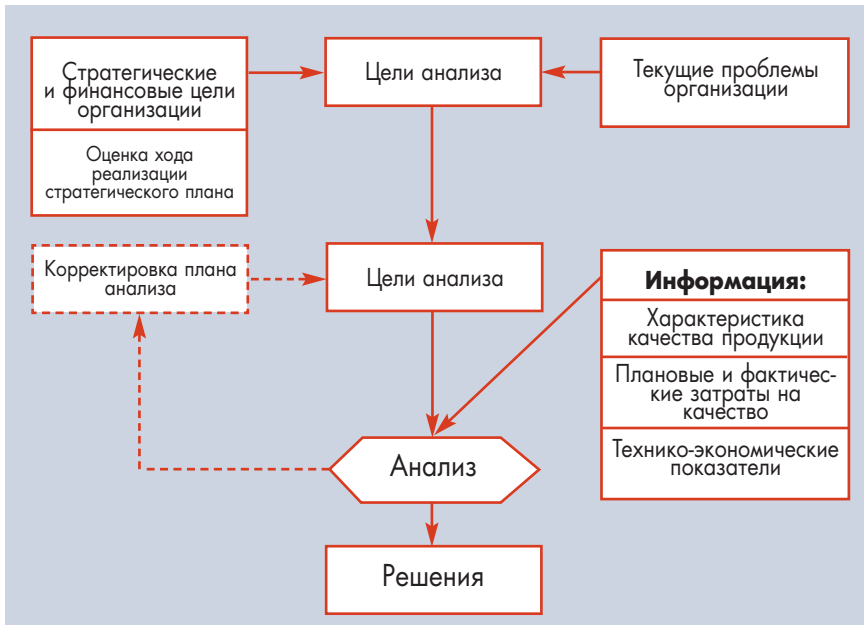 Стратегические
и финансовые цели
организации
Оценка хода
реализации
стратегического плана
Цели анализа
Текущие проблемы
организации
Корректировка плана
анализа
Цели анализа
Информация:
Характеристика
качества продукции
Плановые и фактичес-
кие затраты на
качество
Технико-экономические
показатели
Анализ
Решения